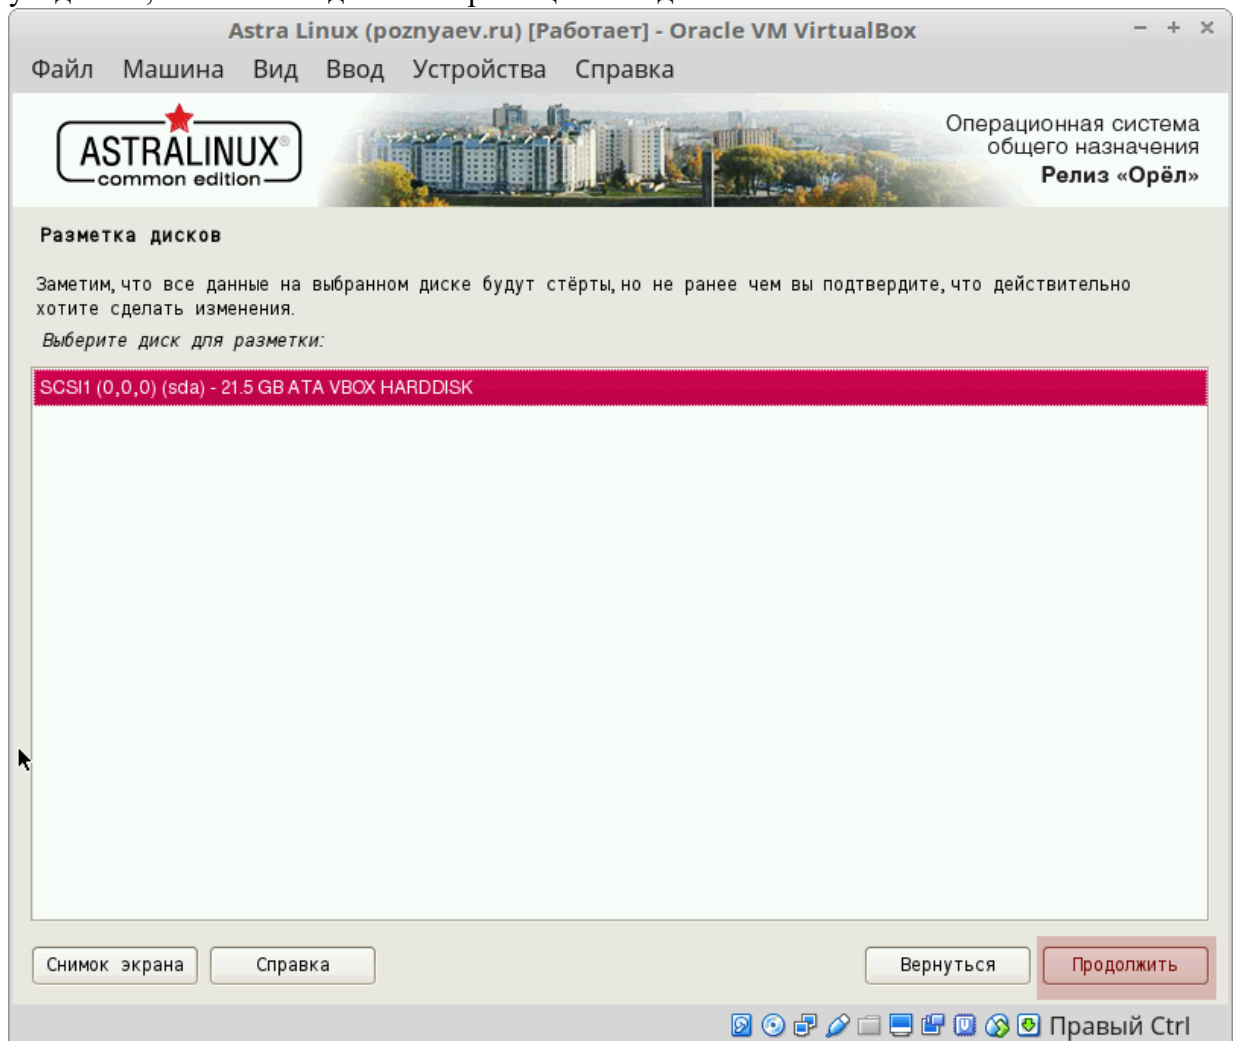 Astra Linux (poznyaev.ru) [Работает] - Oracle VM VirtualBox
Файл Машина Вид Ввод Устройства Справка
ASTRALINUX®
common edition
Операционная система
общего назначения
Релиз «Орёл»
Разметка дисков
Заметим, что все данные на выбранном диске будут стёрты, но не ранее чем вы подтвердите, что действительно
хотите сделать изменения.
Выберите диск для разметки:
SCSI1 (0,0,0) (sda) - 21.5 GB ATA VBOX HARDDISK
Снимок экрана Справка Вернуться Продолжить
Правый Ctrl